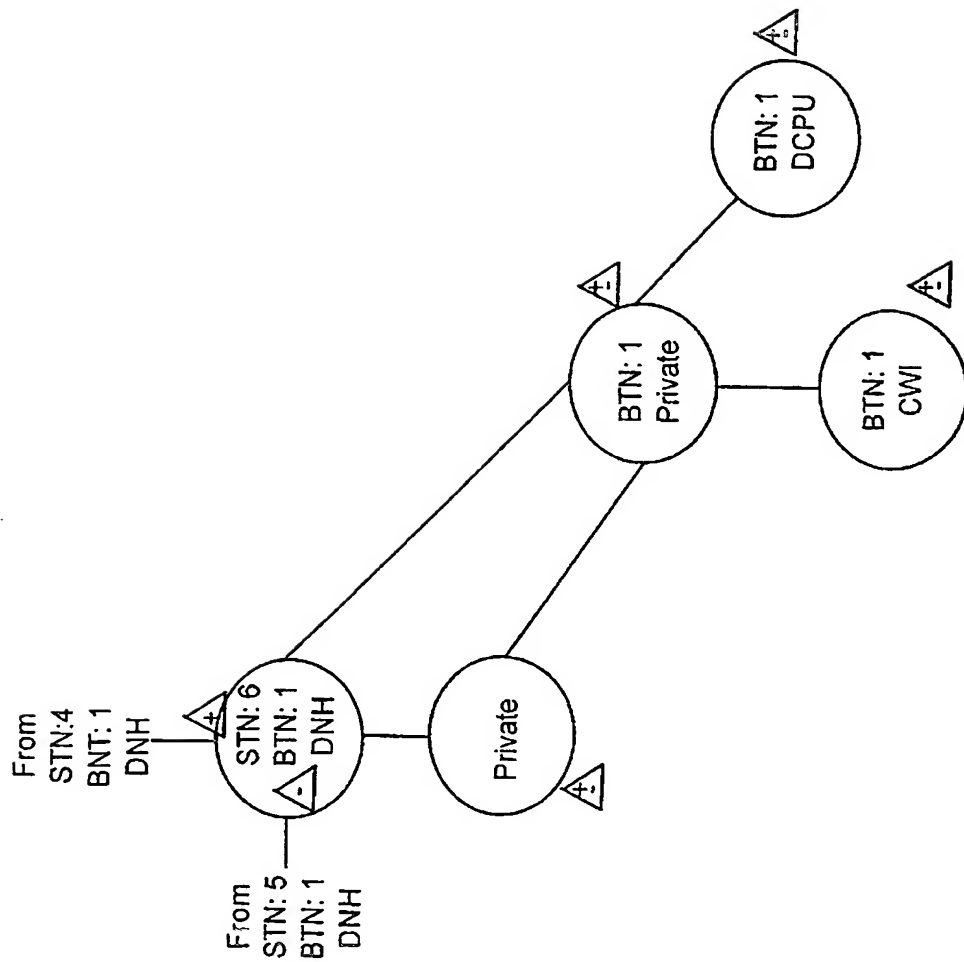 From
STN:4
BNT: 1
DNH
+
STN: 6
BTN: 1
DNH
-
From
STN: 5
BTN: 1
DNH
Private
+-
BTN: 1
Private
+-
BTN: 1
DCPU
+-
BTN: 1
CWI
+-